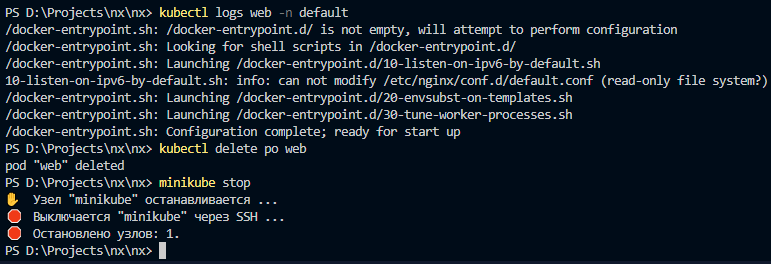 PS D:\Projects\nx\nx> kubectl logs web -n default
/docker-entrypoint.sh: /docker-entrypoint.d/ is not empty, will attempt to perform configuration
/docker-entrypoint.sh: Looking for shell scripts in /docker-entrypoint.d/
/docker-entrypoint.sh: Launching /docker-entrypoint.d/10-listen-on-ipv6-by-default.sh
10-listen-on-ipv6-by-default.sh: info: can not modify /etc/nginx/conf.d/default.conf (read-only file system?)
/docker-entrypoint.sh: Launching /docker-entrypoint.d/20-envsubst-on-templates.sh
/docker-entrypoint.sh: Launching /docker-entrypoint.d/30-tune-worker-processes.sh
/docker-entrypoint.sh: Configuration complete; ready for start up
PS D:\Projects\nx\nx> kubectl delete po web
pod "web" deleted
PS D:\Projects\nx\nx> minikube stop
✋ Узел "minikube" останавливается ...
🛑 Выключается "minikube" через SSH ...
🛑 Остановлено узлов: 1.
PS D:\Projects\nx\nx>